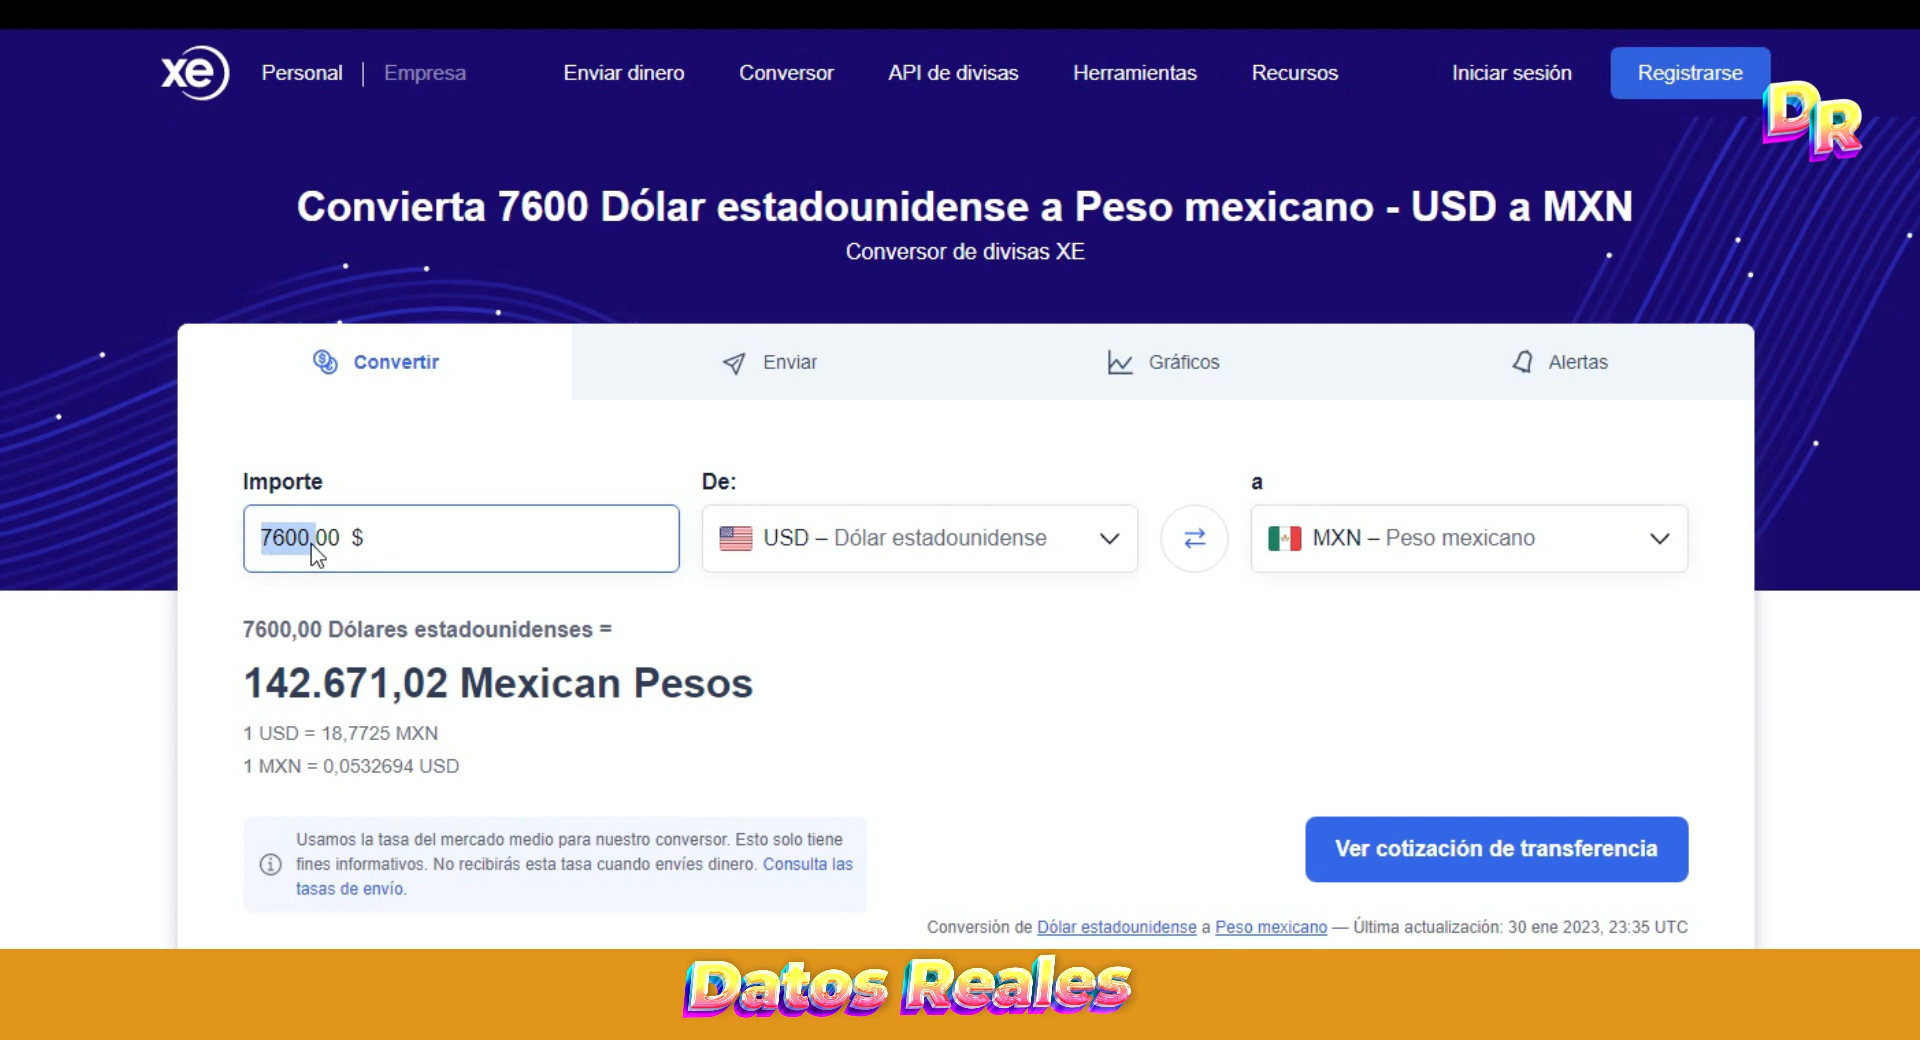 xe Personal | Empresa Enviar dinero Conversor API de divisas Herramientas Recursos Iniciar sesión Registrarse
DR
Convierta 7600 Dólar estadounidense a Peso mexicano - USD a MXN
Conversor de divisas XE
Convertir Enviar Gráficos Alertas
Importe De: a
7600,00 $ USD – Dólar estadounidense MXN – Peso mexicano
7600,00 Dólares estadounidenses =
142.671,02 Mexican Pesos
1 USD = 18,7725 MXN
1 MXN = 0,0532694 USD
Usamos la tasa del mercado medio para nuestro conversor. Esto solo tiene
fines informativos. No recibirás esta tasa cuando envíes dinero. Consulta las
tasas de envío.
Ver cotización de transferencia
Conversión de Dólar estadounidense a Peso mexicano — Última actualización: 30 ene 2023, 23:35 UTC
Datos Reales